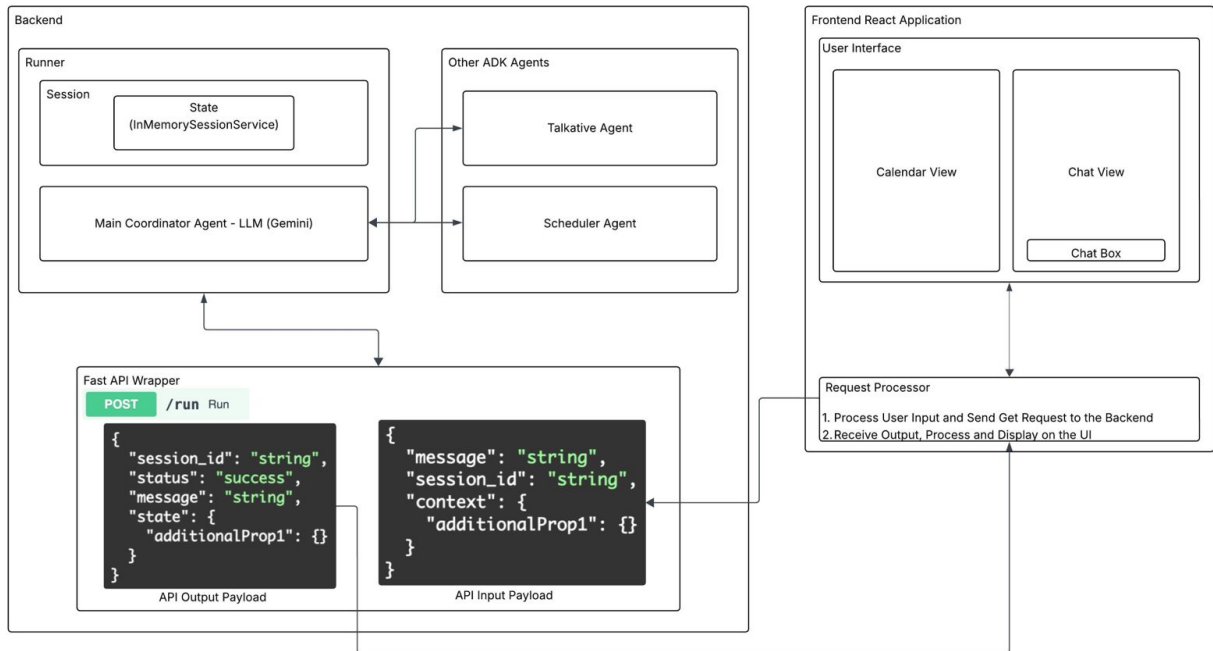 Backend
Runner
Session
State
(InMemorySessionService)
Main Coordinator Agent - LLM (Gemini)
Other ADK Agents
Talkative Agent
Scheduler Agent
Fast API Wrapper
POST /run Run
{
"session_id": "string",
"status": "success",
"message": "string",
"state": {
"additionalProp1": {}
}
}
API Output Payload
{
"message": "string",
"session_id": "string",
"context": {
"additionalProp1": {}
}
}
API Input Payload
Frontend React Application
User Interface
Calendar View
Chat View
Chat Box
Request Processor
1. Process User Input and Send Get Request to the Backend
2. Receive Output, Process and Display on the UI